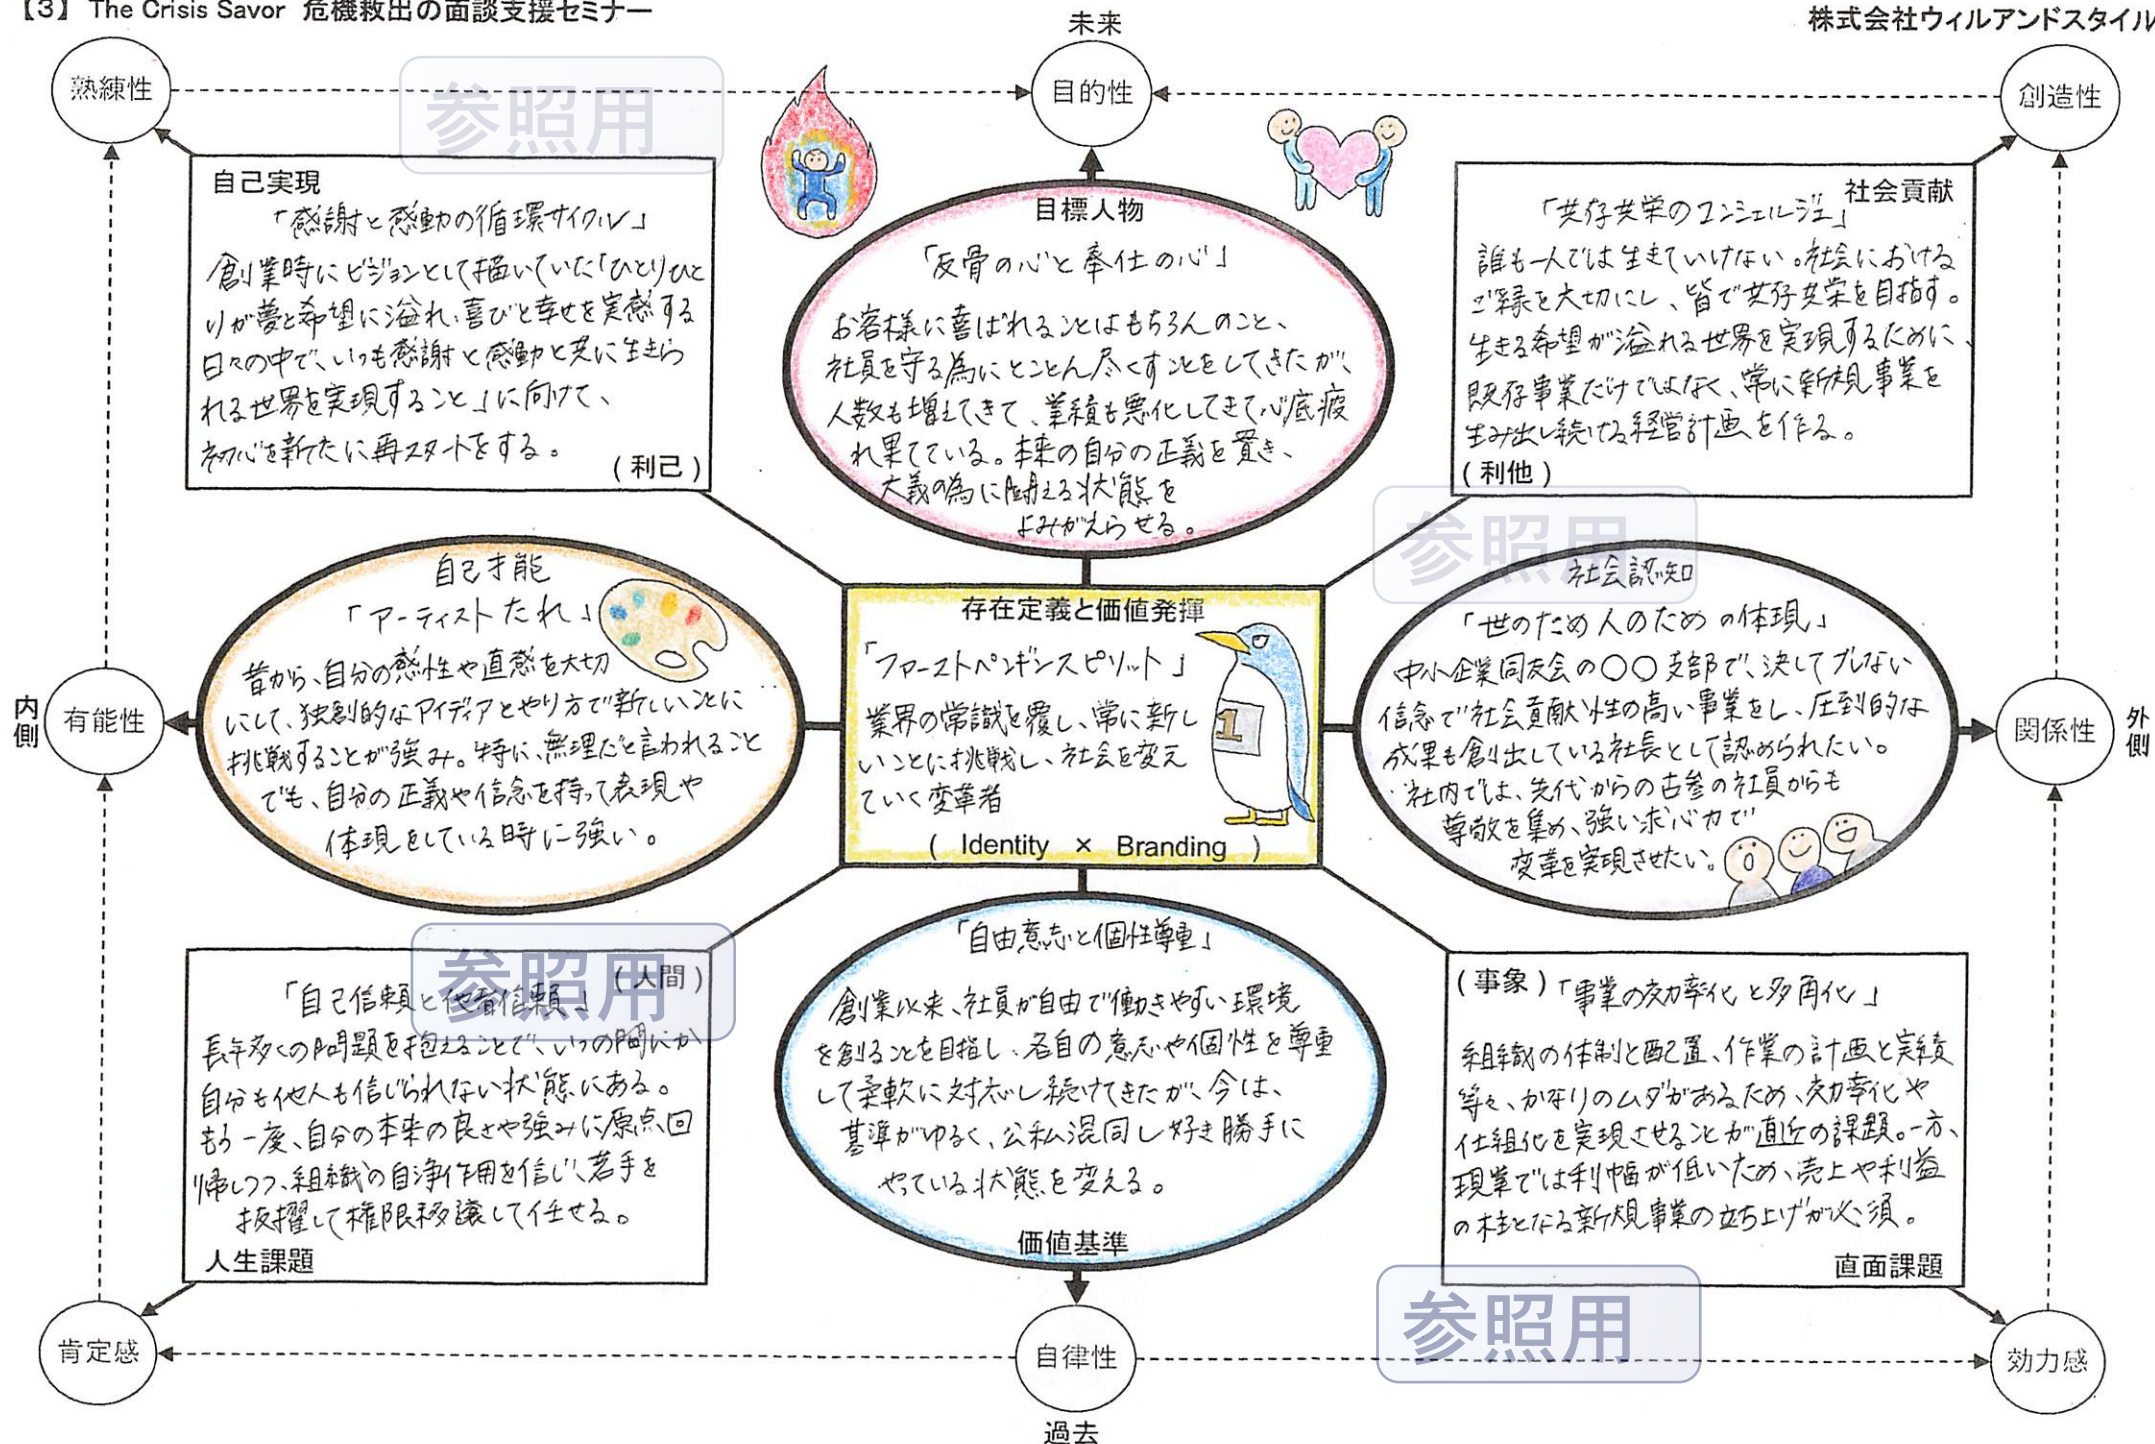 【3】 The Crisis Savor 危機救出の面談支援セミナー
株式会社ウィルアンドスタイル
未来
熟練性
目的性
創造性
参照用
自己実現
「感謝と感動の循環サイクル」
創業時にビジョンとして描いていた「ひとりひと
りが夢と希望に溢れ、喜びと幸せを実感する
日々の中で、いつも感謝と感動と共に生きら
れる世界を実現すること」に向けて、
初心を新たに再スタートをする。
(利己)
目標人物
「反骨の心と奉仕の心」
お客様に喜ばれることはもちろんのこと、
社員を守る為にとことん尽くすことをしてきたが、
人数も増えてきて、業績も悪化してきて心底疲
れ果てている。本来の自分の正義を貫き、
大義の為に闘える状態を
よみがえらせる。
社会貢献
「共存共栄のコンシェルジュ」
誰も一人では生きていけない。社会における
ご縁を大切にし、皆で共存共栄を目指す。
生きる希望が溢れる世界を実現するために、
既存事業だけではなく、常に新規事業を
生み出し続ける経営計画を作る。
(利他)
参照用
内側
有能性
自己才能
「アーティストたれ」
昔から、自分の感性や直感を大切
にして、独創的なアイディアとやり方で新しいことに
挑戦することが強み。特に、無理だと言われること
でも、自分の正義や信念を持って表現や
体現をしている時に強い。
存在定義と価値発揮
「ファーストペンギンスピリット」
業界の常識を覆し、常に新し
いことに挑戦し、社会を変え
ていく変革者
( Identity × Branding )
1
社会認知
「世のため人のための体現」
中小企業同友会の〇〇支部で、決してブレない
信念で社会貢献性の高い事業をし、圧倒的な
成果も創出している社長として認められたい。
社内では、先代からの古参の社員からも
尊敬を集め、強い求心力で
変革を実現させたい。
関係性
外側
参照用
(人間)
「自己信頼と他者信頼」
長年多くの問題を抱えることで、いつの間にか
自分も他人も信じられない状態にある。
もう一度、自分の本来の良さや強みに原点回
帰しつつ、組織の自浄作用を信じ、若手を
抜擢して権限移譲して任せる。
人生課題
「自由意志と個性尊重」
創業以来、社員が自由で働きやすい環境
を創ることを目指し、各自の意志や個性を尊重
して柔軟に対応し続けてきたが、今は、
基準がゆるく、公私混同し好き勝手に
やっている状態を変える。
価値基準
(事象)
「事業の効率化と多角化」
組織の体制と配置、作業の計画と実績
等々、かなりのムダがあるため、効率化や
仕組化を実現させることが直近の課題。一方、
現業では利幅が低いため、売上や利益
の柱となる新規事業の立ち上げが必須。
直面課題
参照用
肯定感
自律性
効力感
過去